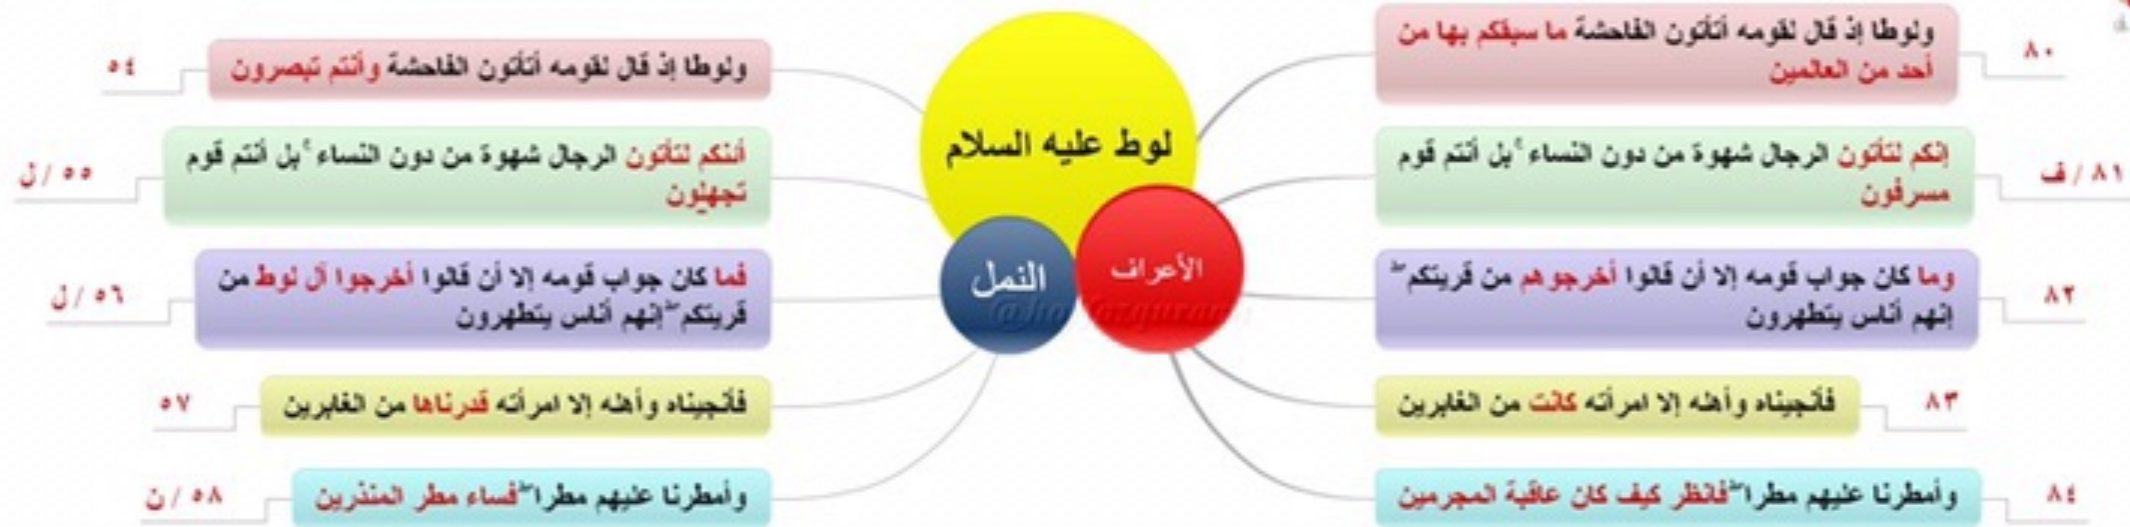 لوط عليه السلام
الأعراف
ولوطا إذ قال لقومه أتأتون الفاحشة ما سبقكم بها من
أحد من العالمين
٨٠
إنكم لتأتون الرجال شهوة من دون النساء ۚ بل أنتم قوم
مسرفون
٨١ / ف
وما كان جواب قومه إلا أن قالوا أخرجوهم من قريتكم ۖ
إنهم أناس يتطهرون
٨٢
فأنجيناه وأهله إلا امرأته كانت من الغابرين
٨٣
وأمطرنا عليهم مطرا ۖ فانظر كيف كان عاقبة المجرمين
٨٤
النمل
ولوطا إذ قال لقومه أتأتون الفاحشة وأنتم تبصرون
٥٤
أئنكم لتأتون الرجال شهوة من دون النساء ۚ بل أنتم قوم
تجهلون
٥٥ / ل
فما كان جواب قومه إلا أن قالوا أخرجوا آل لوط من
قريتكم ۖ إنهم أناس يتطهرون
٥٦ / ل
فأنجيناه وأهله إلا امرأته قدرناها من الغابرين
٥٧
وأمطرنا عليهم مطرا ۖ فساء مطر المنذرين
٥٨ / ن